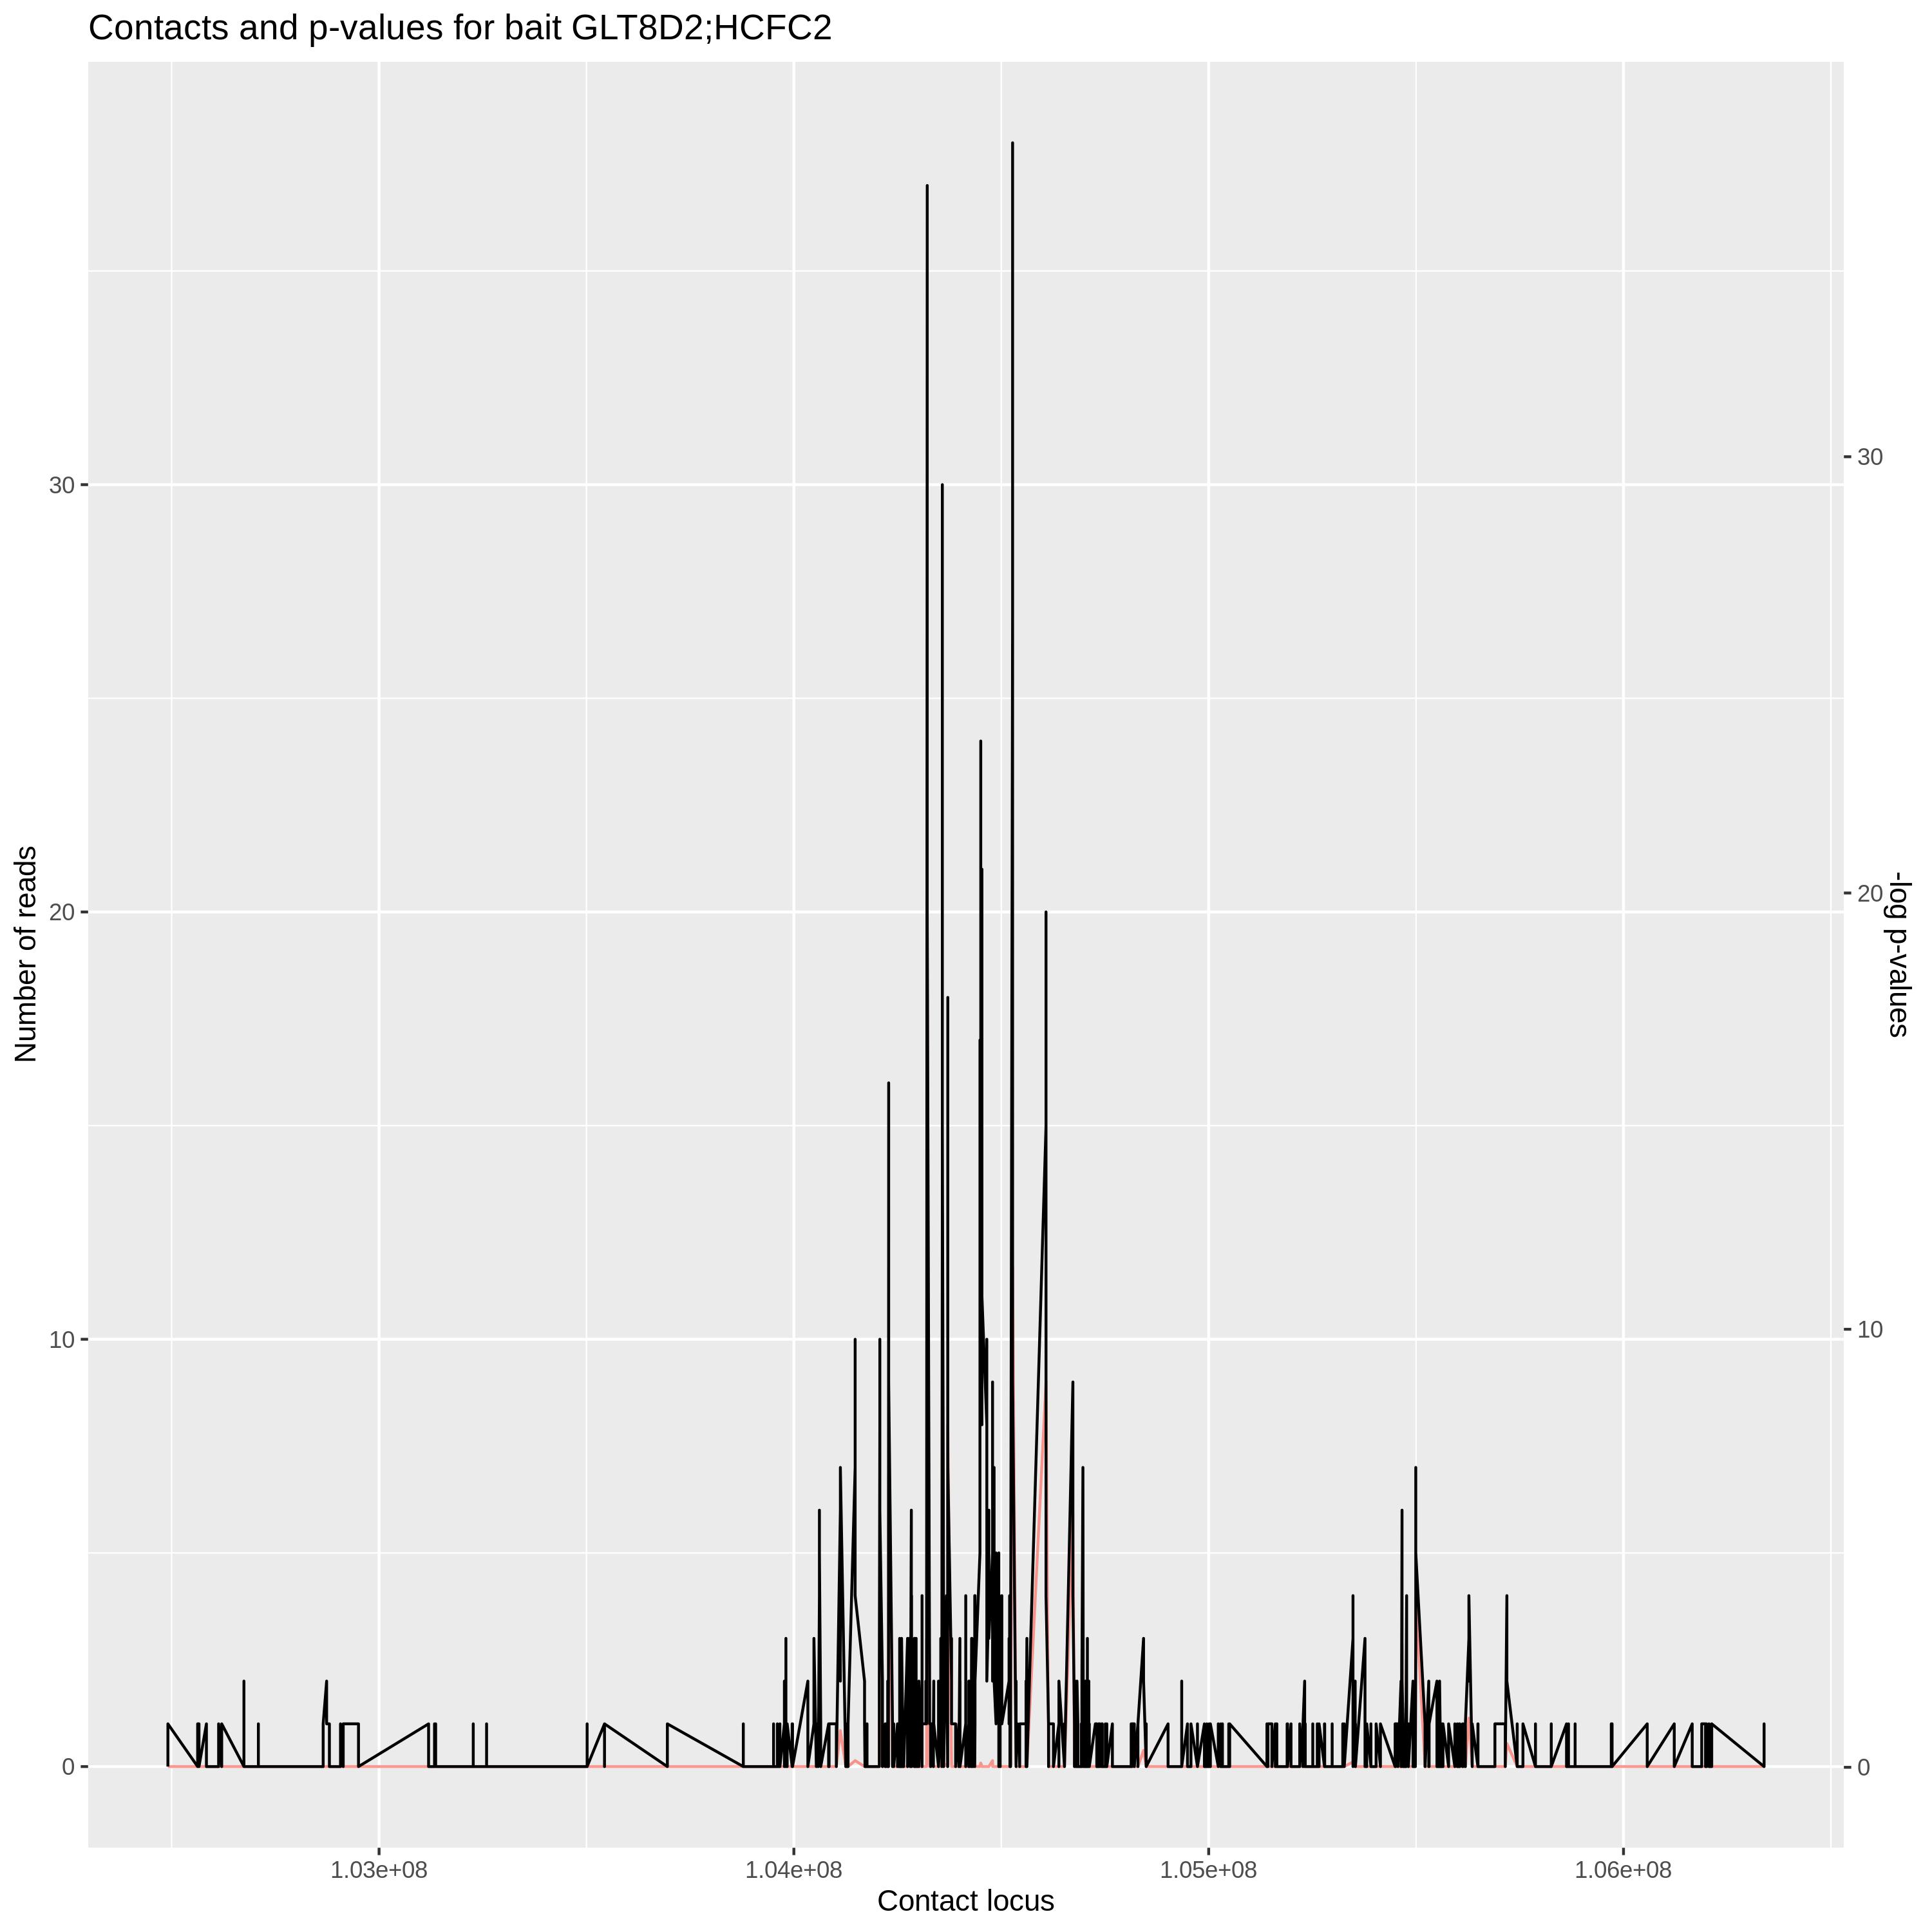 Contacts and p-values for bait GLT8D2;HCFC2
Number of reads
30
20
10
0
30
20
10
0
-log p-values
1.03e+08 1.04e+08 1.05e+08 1.06e+08
Contact locus